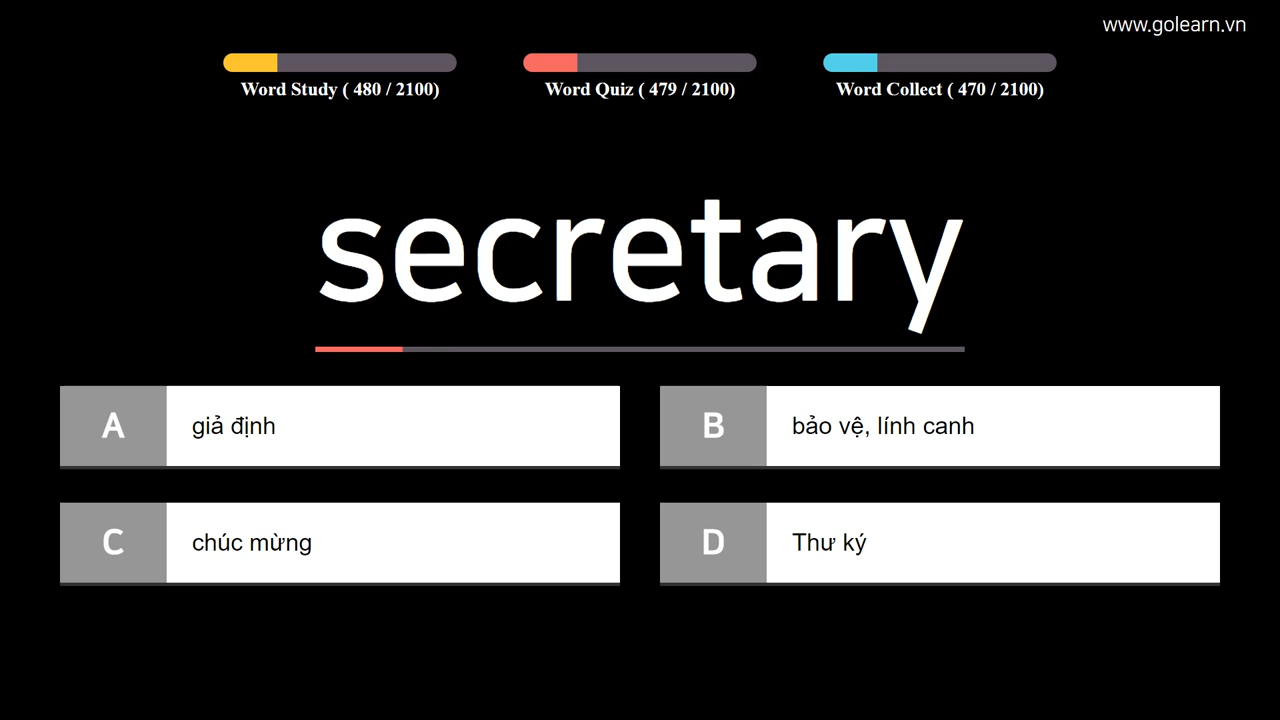 www.golearn.vn
Word Study ( 480 / 2100)
Word Quiz ( 479 / 2100)
Word Collect ( 470 / 2100)
secretary
A giả định
B bảo vệ, lính canh
C chúc mừng
D Thư ký